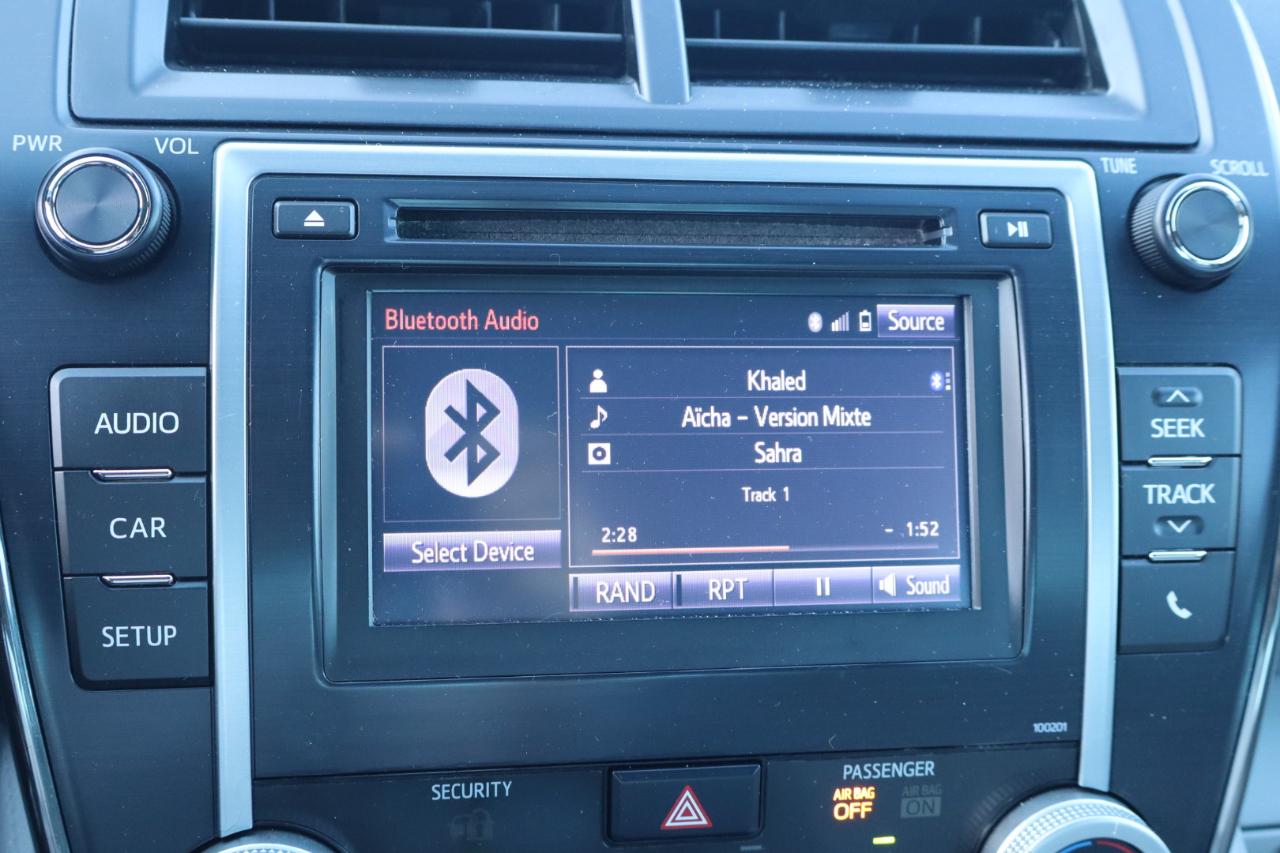 PWR
VOL
TUNE
SCROLL
Bluetooth Audio
Source
Khaled
Aïcha – Version Mixte
Sahra
Track 1
2:28
- 1:52
Select Device
RAND
RPT
Sound
AUDIO
CAR
SETUP
SEEK
TRACK
100201
SECURITY
PASSENGER
AIR BAG
OFF
AIR BAG
ON